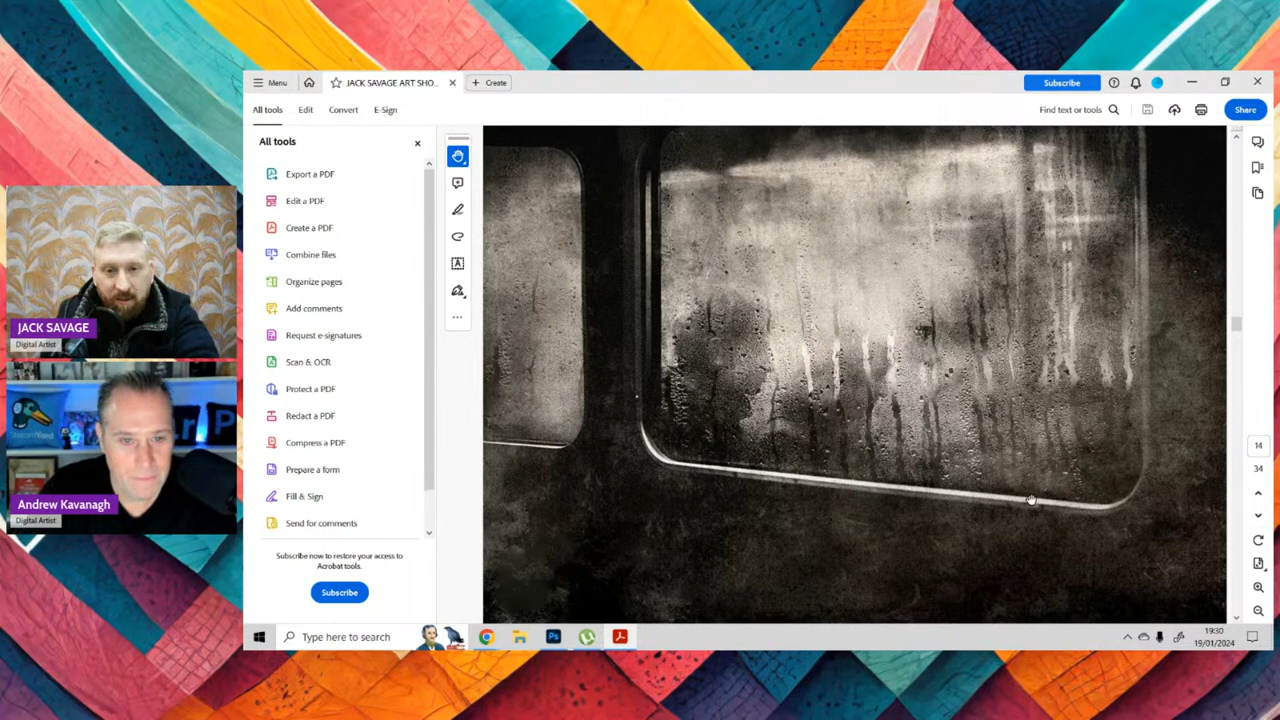 Menu
JACK SAVAGE ART SHO...
Create
Subscribe
All tools
Edit
Convert
E-Sign
Find text or tools
Share
All tools
Export a PDF
Edit a PDF
Create a PDF
Combine files
Organize pages
Add comments
Request e-signatures
Scan & OCR
Protect a PDF
Redact a PDF
Compress a PDF
Prepare a form
Fill & Sign
Send for comments
Subscribe now to restore your access to
Acrobat tools.
Subscribe
14
34
JACK SAVAGE
Digital Artist
Andrew Kavanagh
Digital Artist
Type here to search
Ps
19:30
19/01/2024